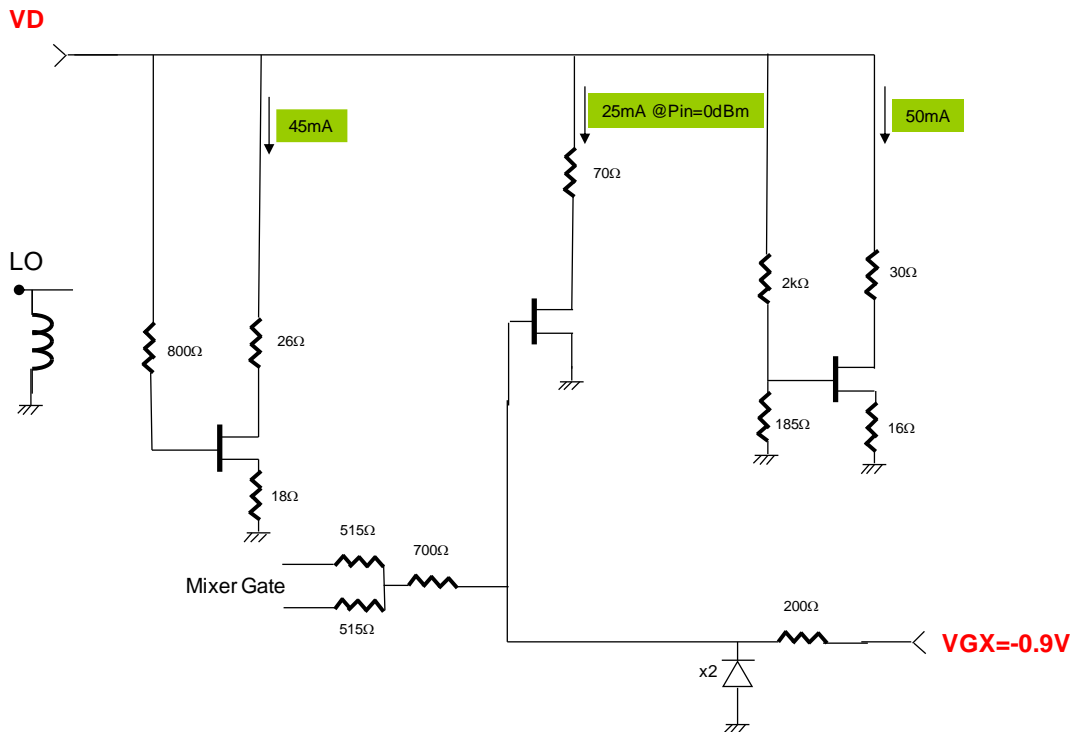 VD
45mA
25mA @Pin=0dBm
50mA
70Ω
LO
2kΩ
30Ω
800Ω
26Ω
185Ω
16Ω
18Ω
515Ω
700Ω
Mixer Gate
515Ω
200Ω
VGX=-0.9V
x2